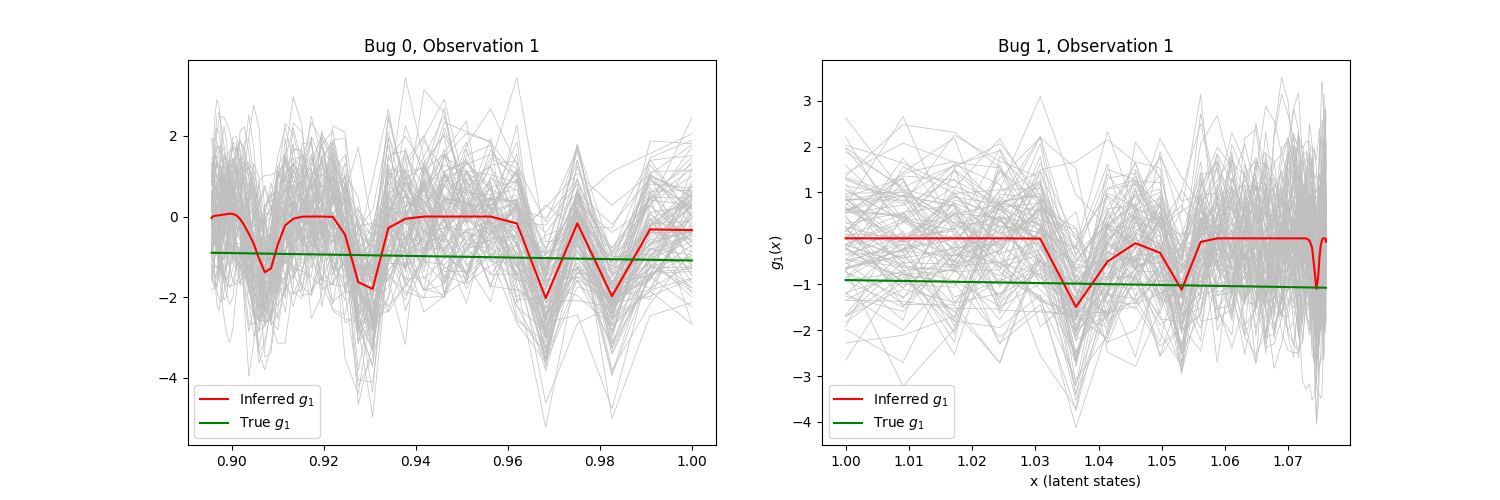 Bug 0, Observation 1
2
0
−2
−4
0.90 0.92 0.94 0.96 0.98 1.00
Inferred g₁
True g₁
Bug 1, Observation 1
g₁(x)
3
2
1
0
−1
−2
−3
−4
1.00 1.01 1.02 1.03 1.04 1.05 1.06 1.07
x (latent states)
Inferred g₁
True g₁